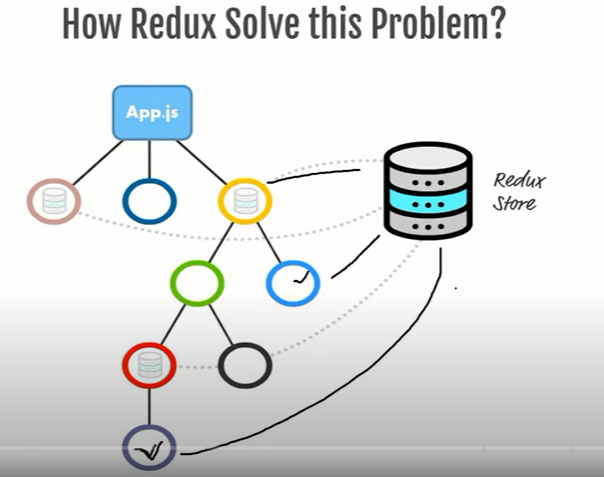 How Redux Solve this Problem?
App.js
Redux
Store